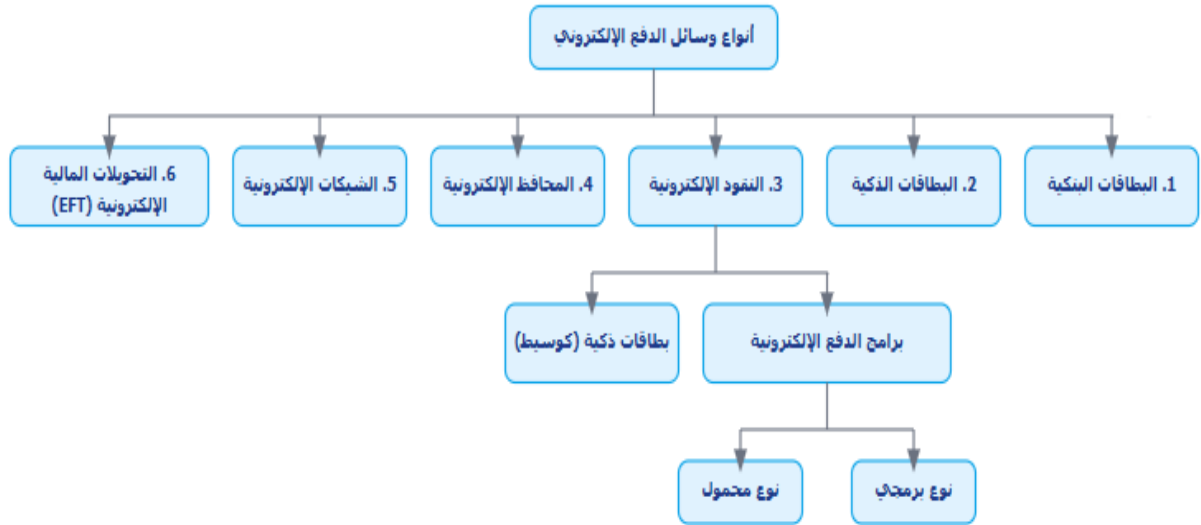 أنواع وسائل الدفع الإلكتروني
1. البطاقات البنكية
2. البطاقات الذكية
3. النقود الإلكترونية
4. المحافظ الإلكترونية
5. الشيكات الإلكترونية
6. التحويلات المالية
الإلكترونية (EFT)
برامج الدفع الإلكترونية
بطاقات ذكية (كوسيط)
نوع برمجي
نوع محمول